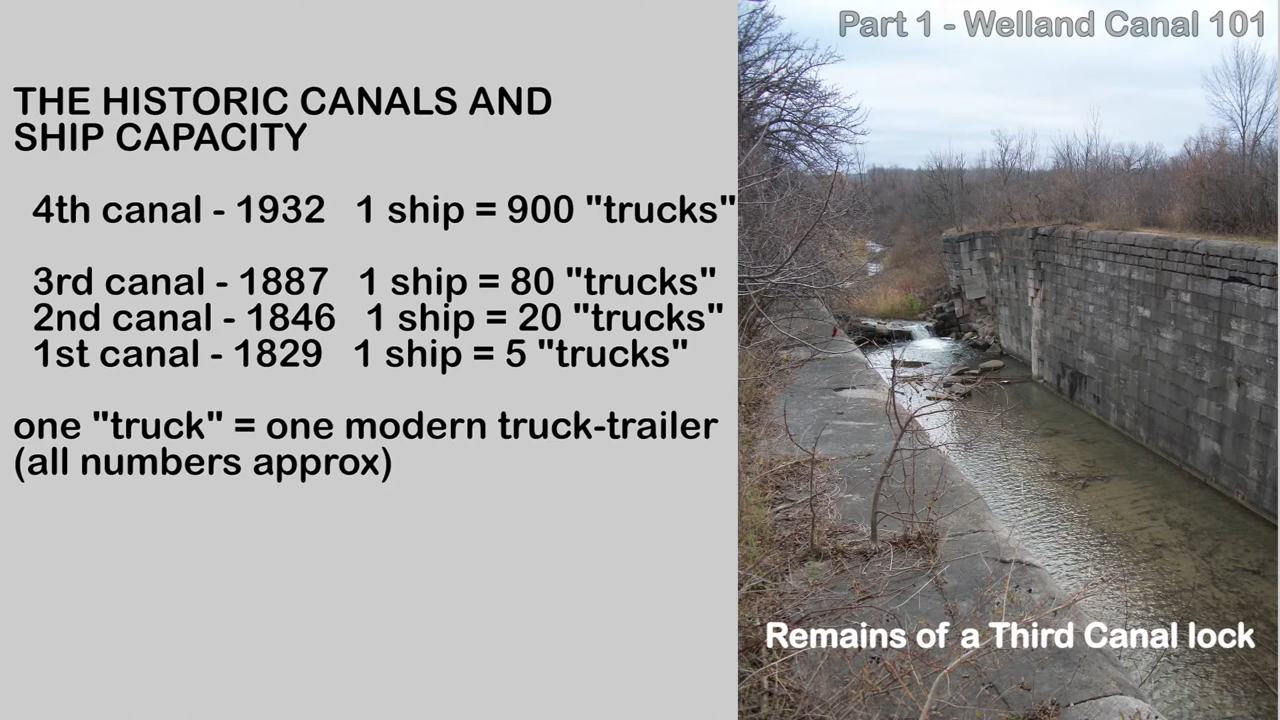 Part 1 - Welland Canal 101
THE HISTORIC CANALS AND
SHIP CAPACITY
4th canal - 1932 1 ship = 900 "trucks"
3rd canal - 1887 1 ship = 80 "trucks"
2nd canal - 1846 1 ship = 20 "trucks"
1st canal - 1829 1 ship = 5 "trucks"
one "truck" = one modern truck-trailer
(all numbers approx)
Remains of a Third Canal lock